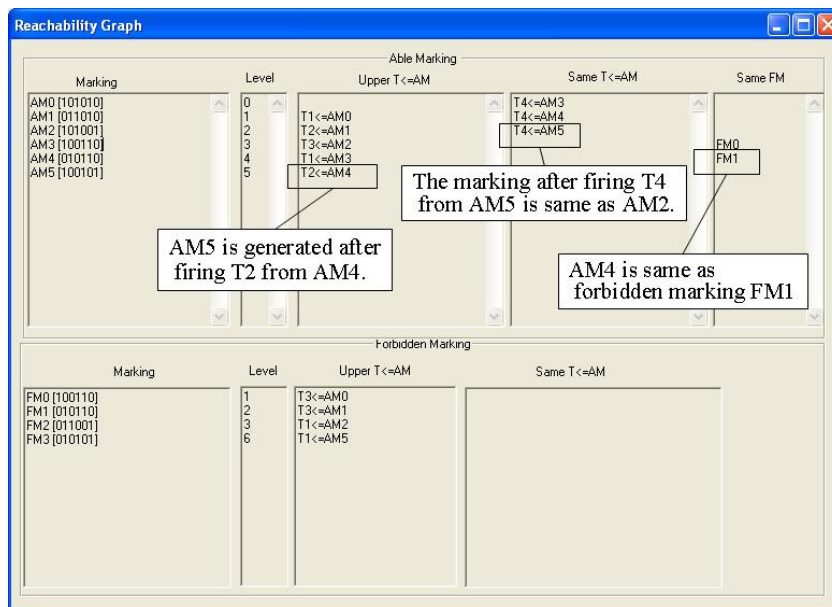 Reachability Graph
Able Marking
Marking
Level
Upper T<=AM
Same T<=AM
Same FM
AM0 [101010]
AM1 [011010]
AM2 [101001]
AM3 [100110]
AM4 [010110]
AM5 [100101]
0
1
2
3
4
5
T1<=AM0
T2<=AM1
T3<=AM2
T1<=AM3
T2<=AM4
T4<=AM3
T4<=AM4
T4<=AM5
FM0
FM1
The marking after firing T4
from AM5 is same as AM2.
AM5 is generated after
firing T2 from AM4.
AM4 is same as
forbidden marking FM1
Forbidden Marking
Marking
Level
Upper T<=AM
Same T<=AM
FM0 [100110]
FM1 [010110]
FM2 [011001]
FM3 [010101]
1
2
3
6
T3<=AM0
T3<=AM1
T1<=AM2
T1<=AM5